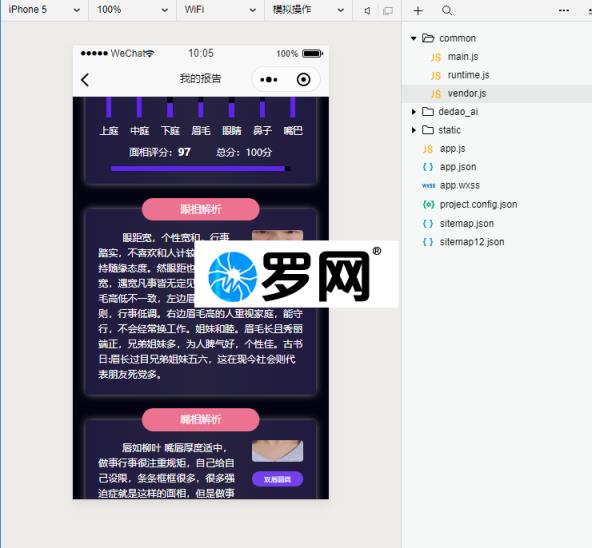 iPhone 5 100% WiFi 模拟操作
WeChat 10:05 100%
我的报告
上庭 中庭 下庭 眉毛 眼睛 鼻子 嘴巴
面相评分：97 总分：100分
眼相解析
眼距宽，个性宽和。行事
踏实，不喜欢和人计较
持随缘态度。然眼距也
宽，遇宽凡事皆无定见
毛高低不一致，左边眉
则，行事低调。右边眉毛高的人重视家庭，能守
行，不会经常换工作。姐妹和睦。眉毛长且秀丽
端正，兄弟姐妹多，为人脾气好，个性佳。古书
日:眉长过目兄弟姐妹五六，这在现今社会则代
表朋友死党多。
罗网®
嘴相解析
唇如柳叶 嘴唇厚度适中，
做事行事很注重规矩，自己给自
己设限，条条框框很多，很多强
迫症就是这样的面相，但是做事
common
JS main.js
JS runtime.js
JS vendor.js
dedao_ai
static
JS app.js
{ } app.json
wxss app.wxss
{o} project.config.json
{ } sitemap.json
{ } sitemap12.json